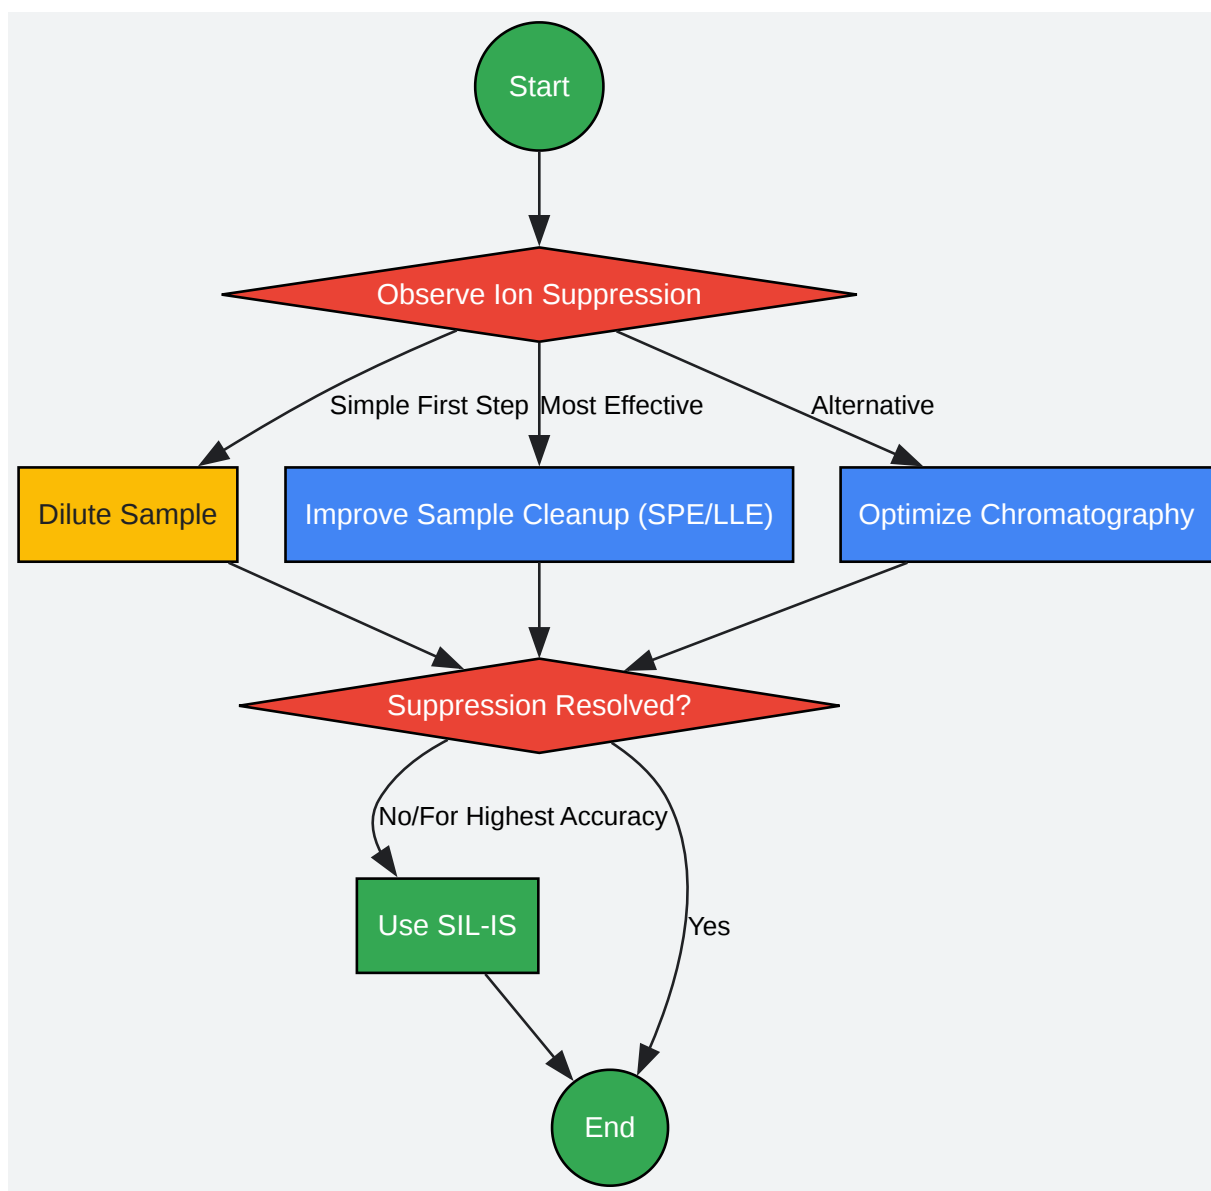 Start
Observe Ion Suppression
Simple First Step
Most Effective
Alternative
Dilute Sample
Improve Sample Cleanup (SPE/LLE)
Optimize Chromatography
Suppression Resolved?
No/For Highest Accuracy
Use SIL-IS
Yes
End